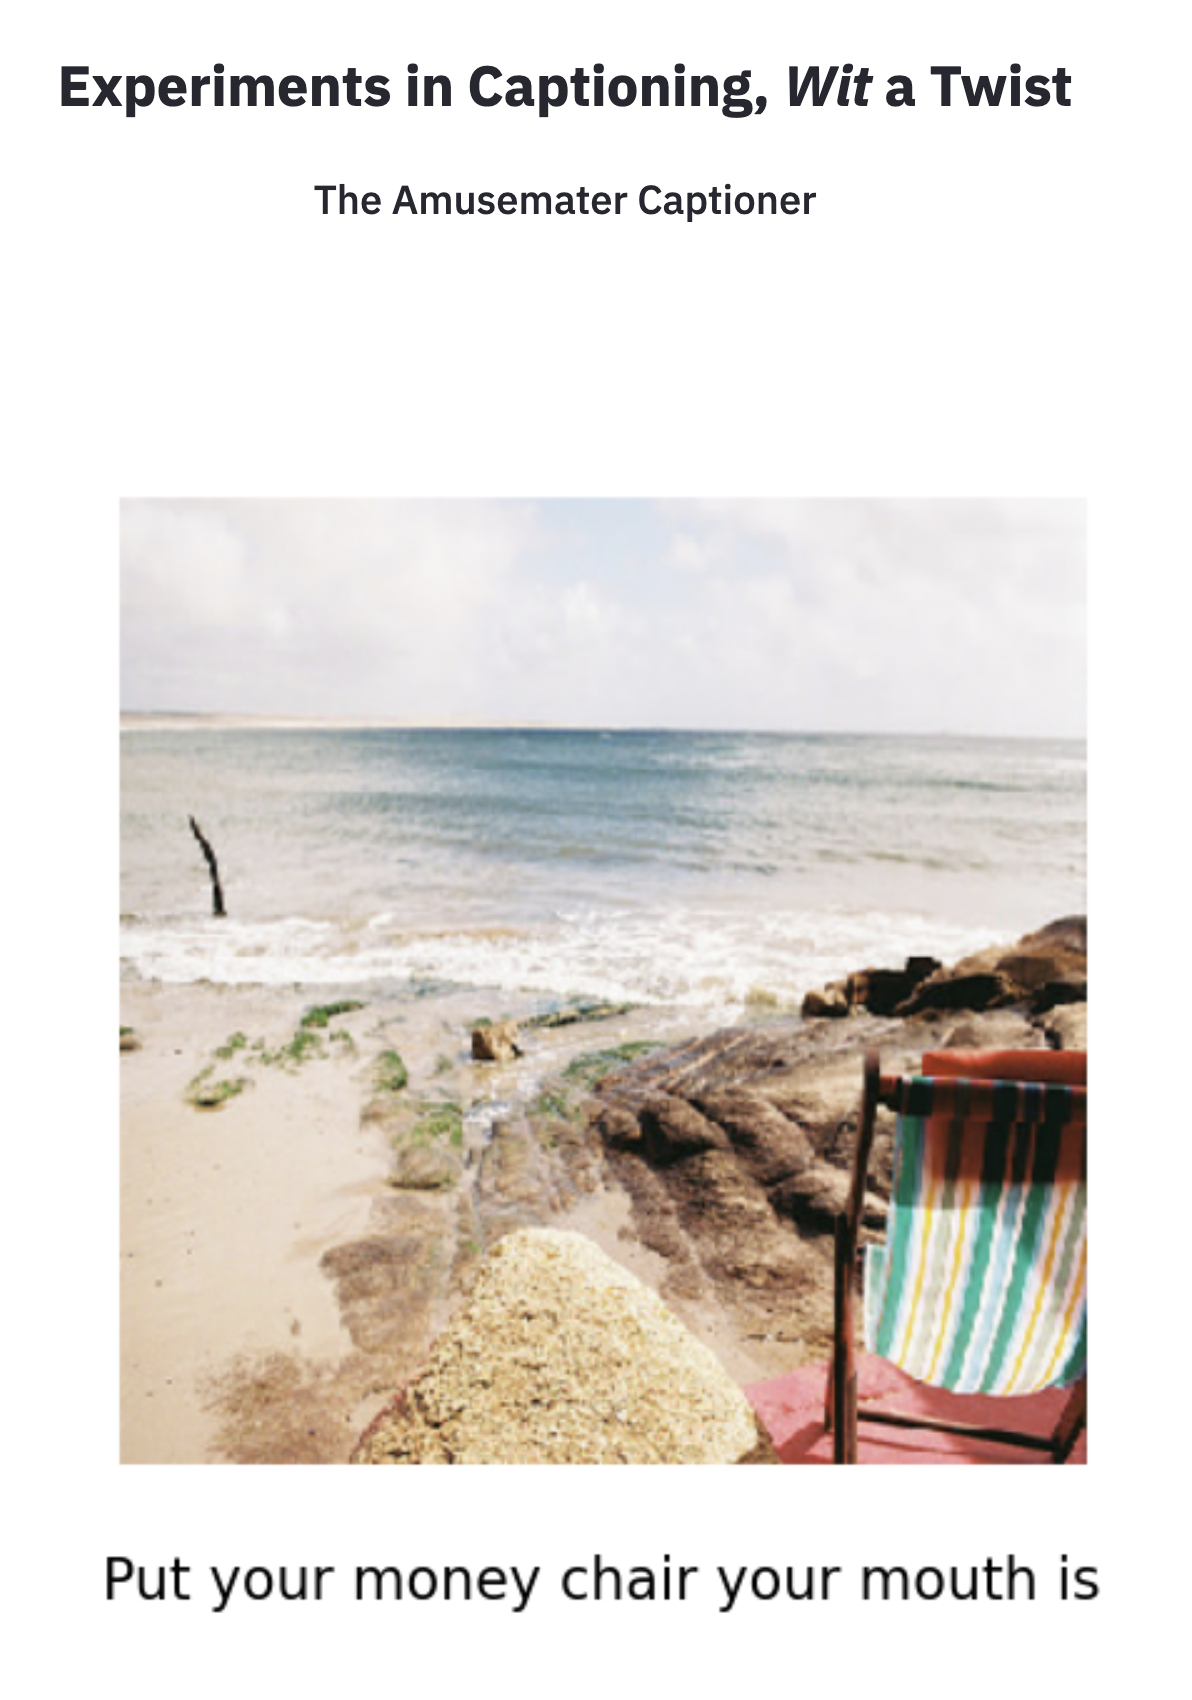 Experiments in Captioning, Wit a Twist
The Amusemater Captioner
Put your money chair your mouth is